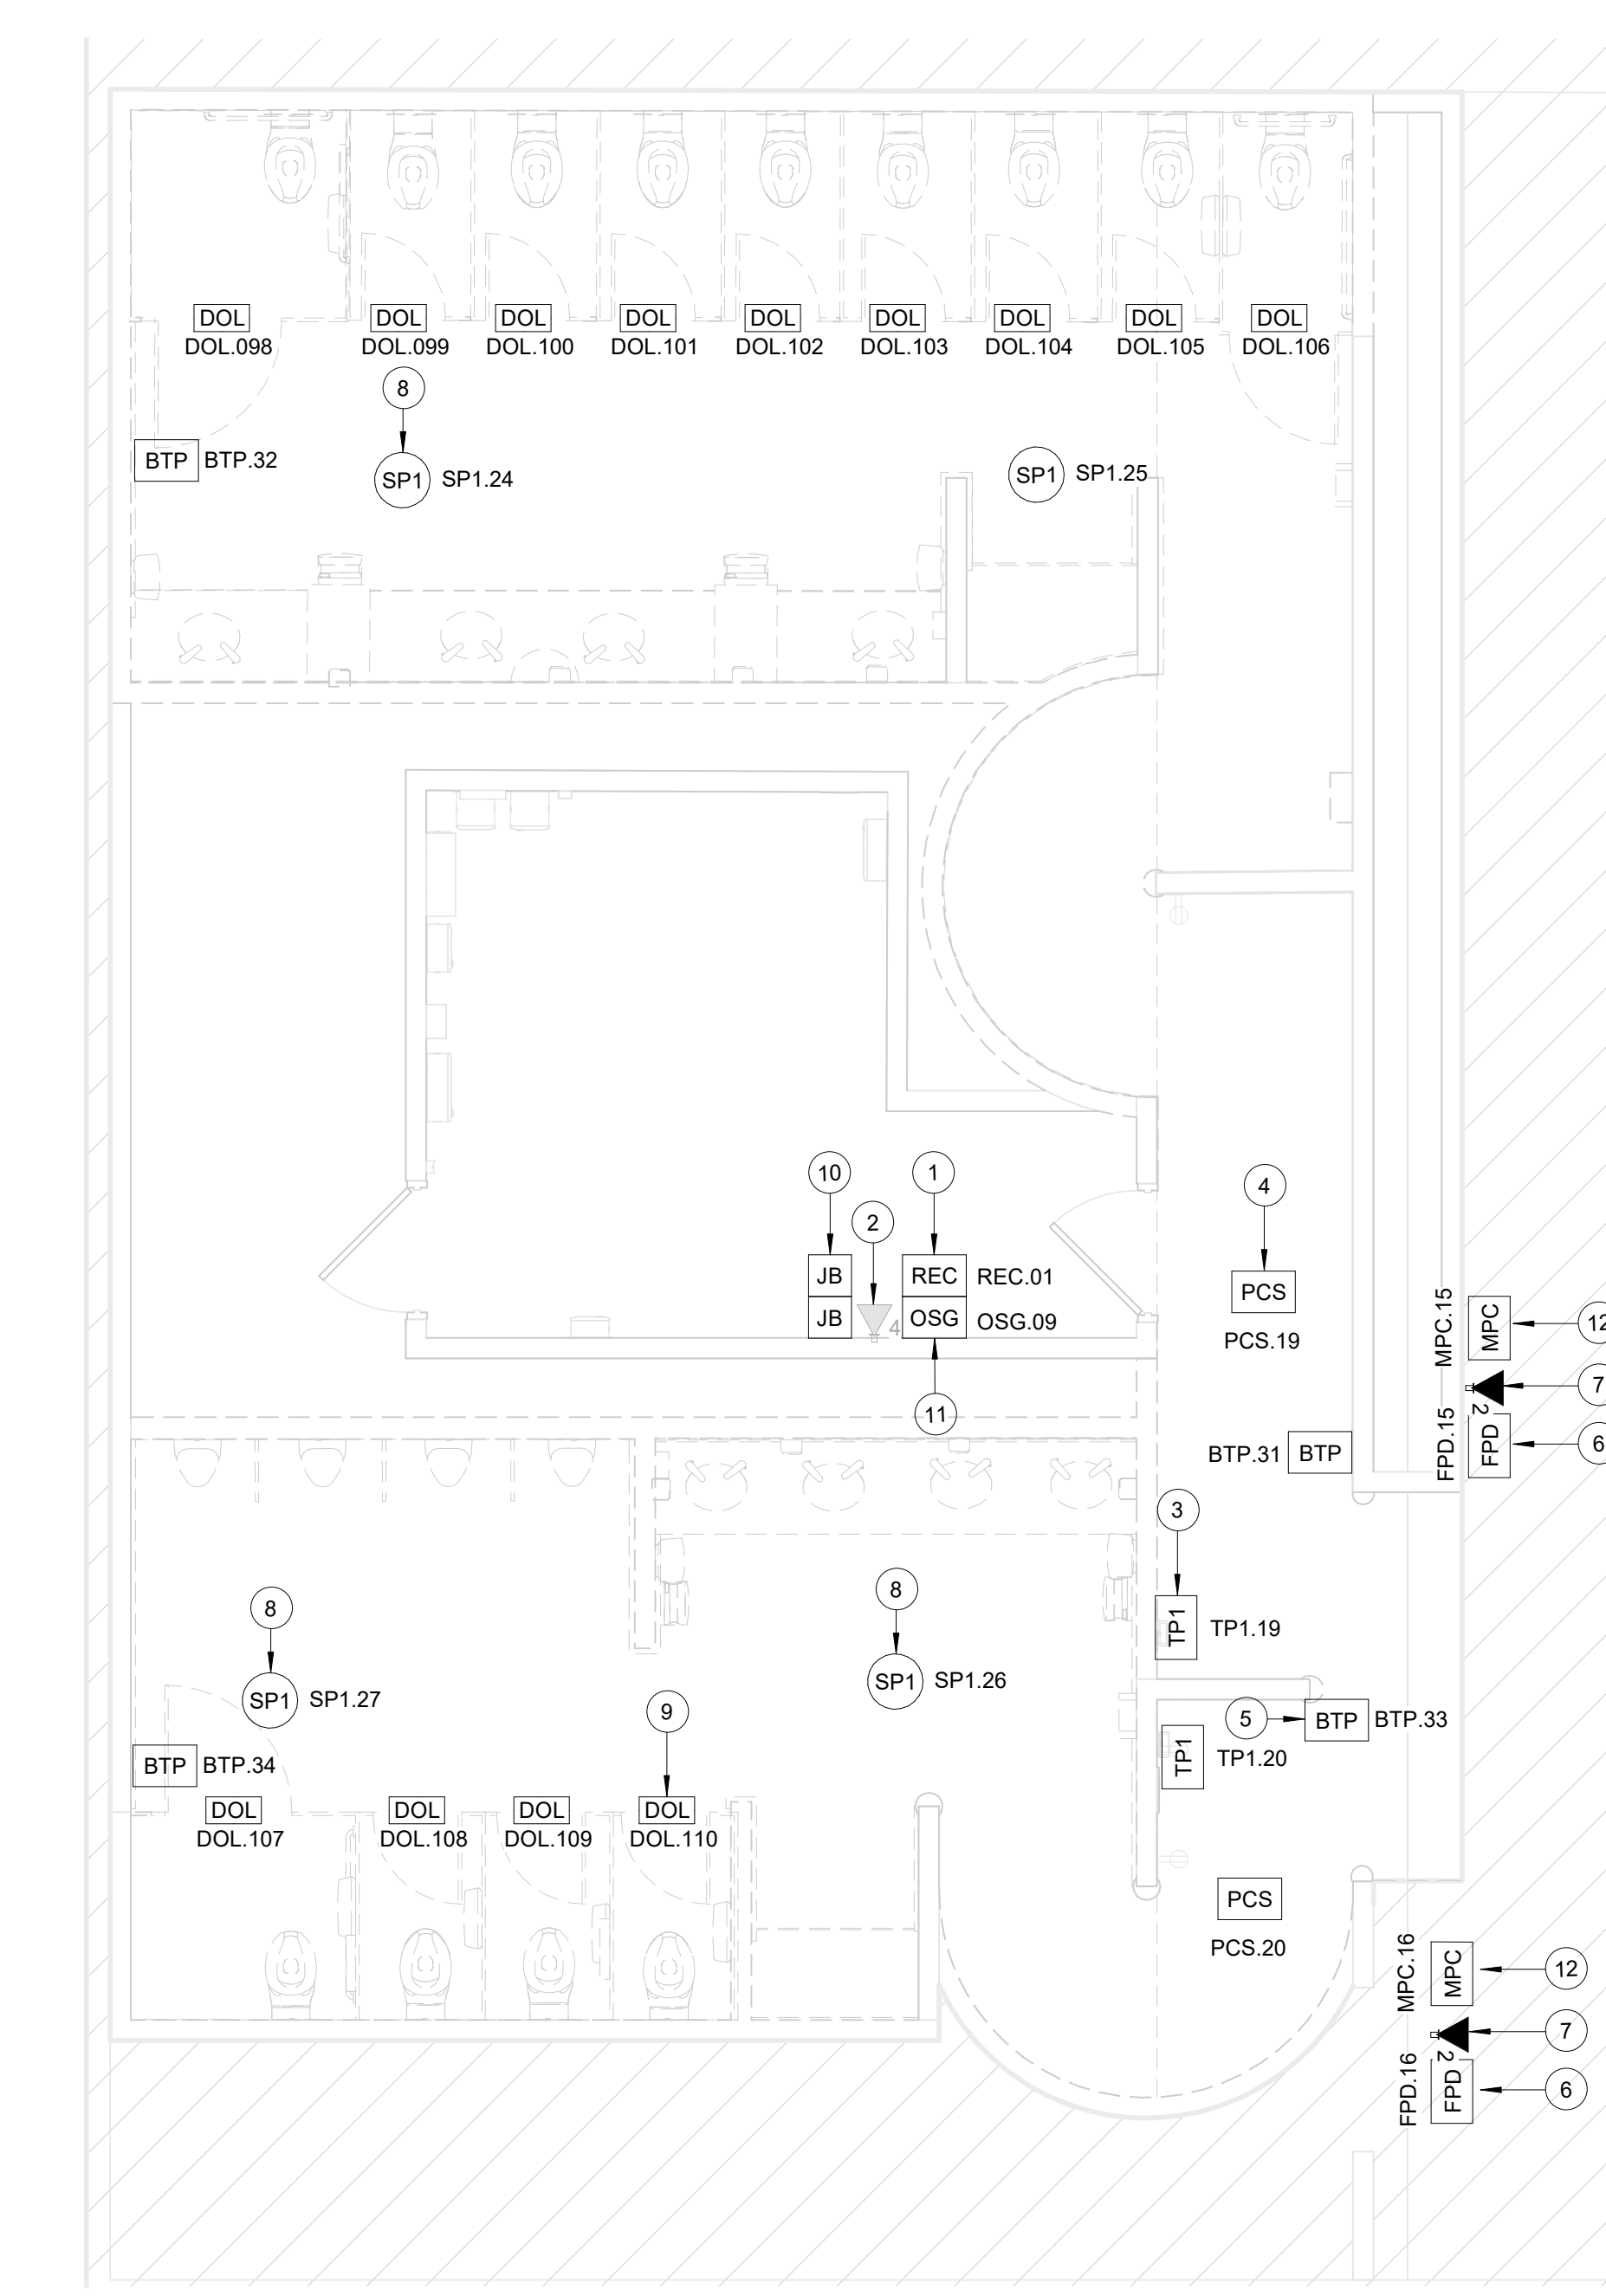 DOL DOL DOL DOL DOL DOL DOL DOL DOL
DOL.098 DOL.099 DOL.100 DOL.101 DOL.102 DOL.103 DOL.104 DOL.105 DOL.106
8
BTP BTP.32
SP1 SP1.24
SP1 SP1.25
10
1
4
2
JB
REC REC.01
PCS
JB
4
OSG OSG.09
PCS.19
MPC.15
MPC
12
7
2
11
FPD.15
FPD
6
BTP.31 BTP
3
8
8
TP1 TP1.19
SP1 SP1.27
SP1 SP1.26
9
5
BTP BTP.33
TP1 TP1.20
BTP BTP.34
DOL DOL DOL DOL
DOL.107 DOL.108 DOL.109 DOL.110
PCS
PCS.20
MPC.16
MPC
12
7
2
FPD.16
FPD
6